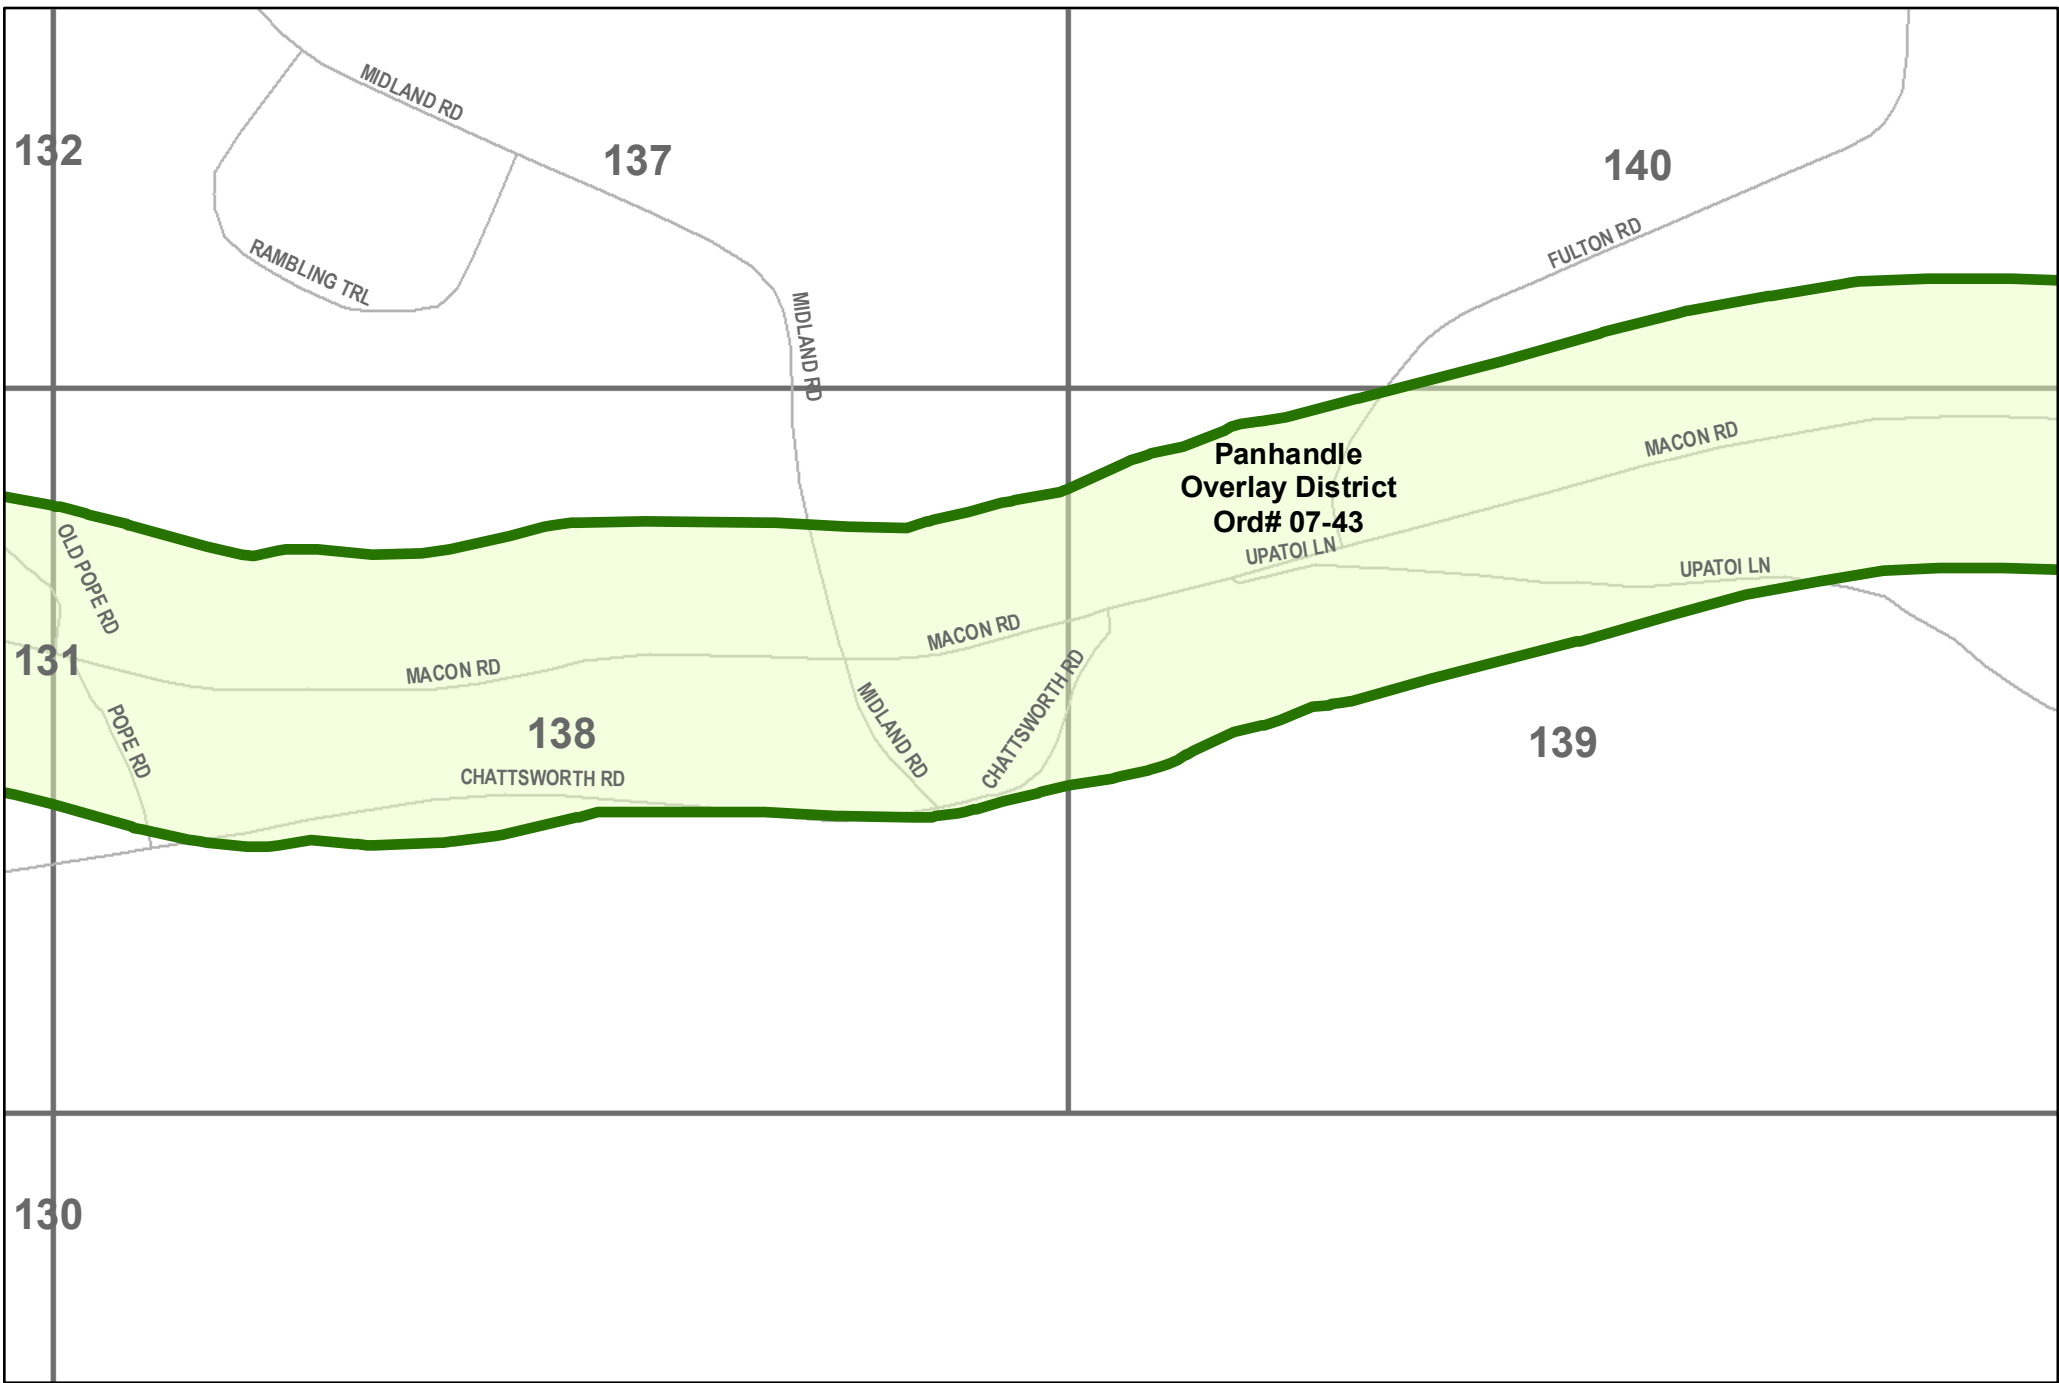 MIDLAND RD
132
137
140
FULTON RD
RAMBLING TRL
MIDLAND RD
MACON RD
Panhandle
Overlay District
Ord# 07-43
OLD POPE RD
UPATOI LN
UPATOI LN
MACON RD
131
MACON RD
CHATTSWORTH RD
POPE RD
138
MIDLAND RD
139
CHATTSWORTH RD
130